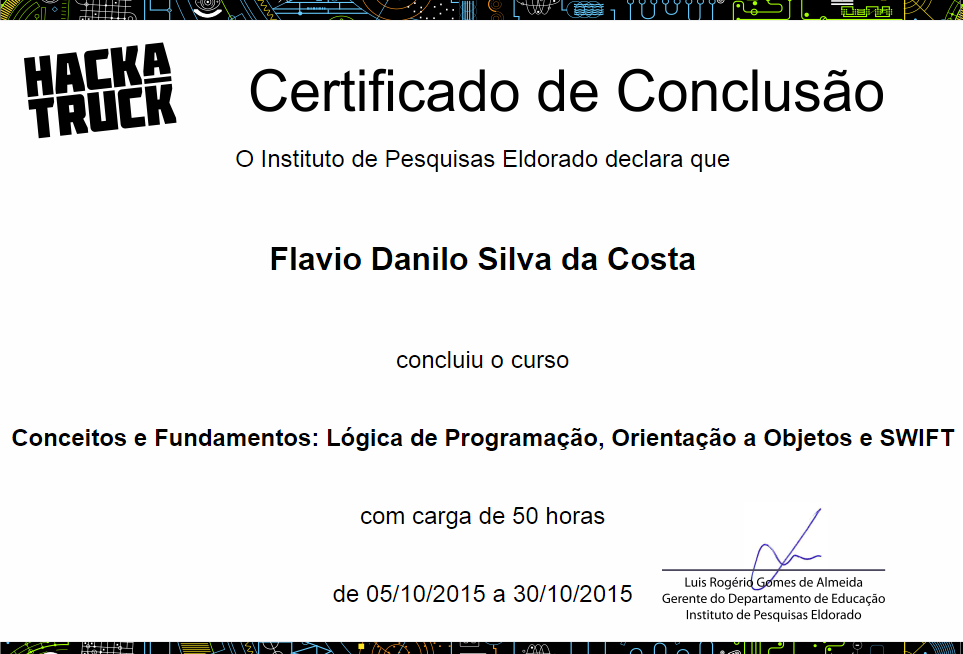 HACKA
TRUCK
Certificado de Conclusão
O Instituto de Pesquisas Eldorado declara que
Flavio Danilo Silva da Costa
concluiu o curso
Conceitos e Fundamentos: Lógica de Programação, Orientação a Objetos e SWIFT
com carga de 50 horas
de 05/10/2015 a 30/10/2015
Luis Rogério Gomes de Almeida
Gerente do Departamento de Educação
Instituto de Pesquisas Eldorado